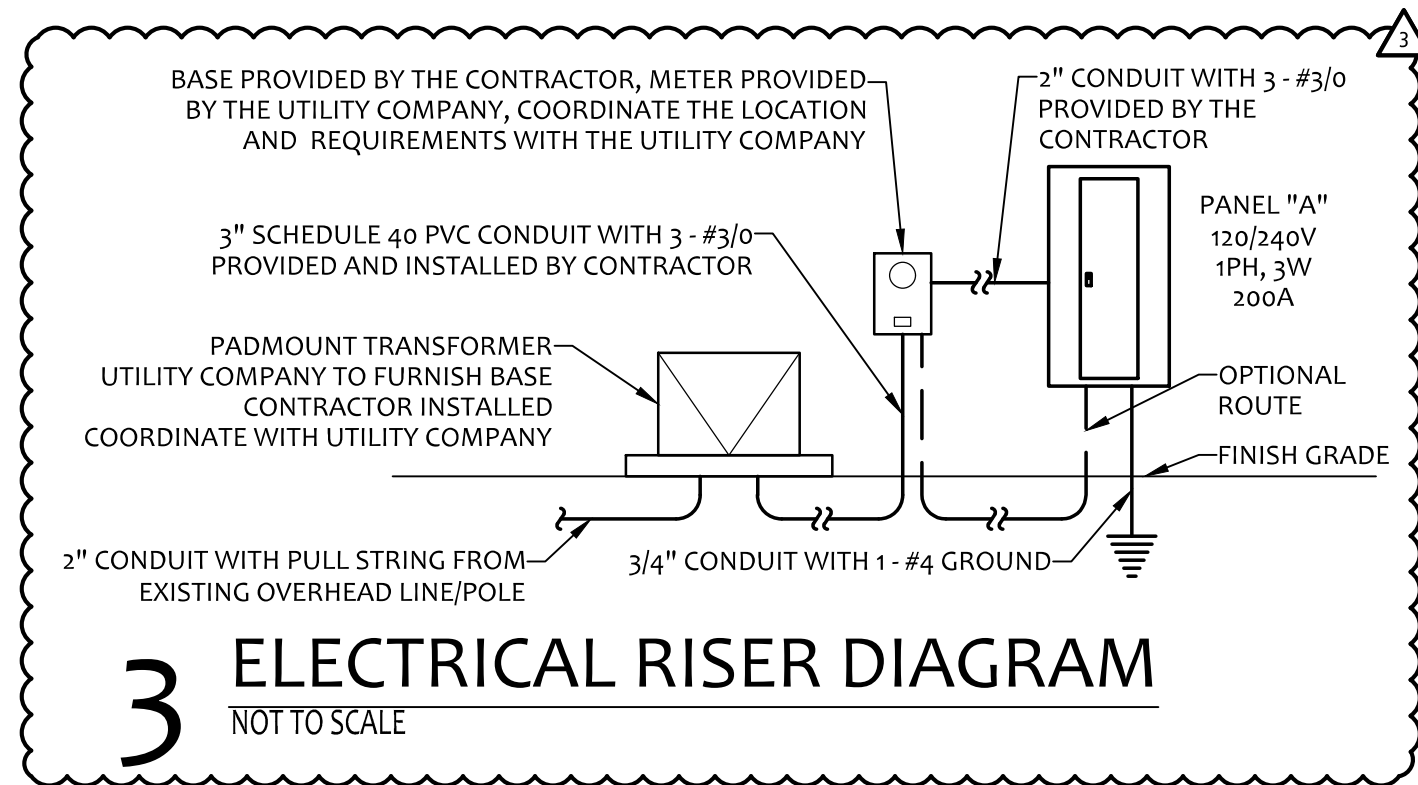 3
BASE PROVIDED BY THE CONTRACTOR, METER PROVIDED
BY THE UTILITY COMPANY, COORDINATE THE LOCATION
AND REQUIREMENTS WITH THE UTILITY COMPANY
2" CONDUIT WITH 3 - #3/0
PROVIDED BY THE
CONTRACTOR
PANEL "A"
120/240V
1PH, 3W
200A
3" SCHEDULE 40 PVC CONDUIT WITH 3 - #3/0
PROVIDED AND INSTALLED BY CONTRACTOR
PADMOUNT TRANSFORMER
UTILITY COMPANY TO FURNISH BASE
CONTRACTOR INSTALLED
COORDINATE WITH UTILITY COMPANY
OPTIONAL
ROUTE
FINISH GRADE
2" CONDUIT WITH PULL STRING FROM
EXISTING OVERHEAD LINE/POLE
3/4" CONDUIT WITH 1 - #4 GROUND
3
ELECTRICAL RISER DIAGRAM
NOT TO SCALE